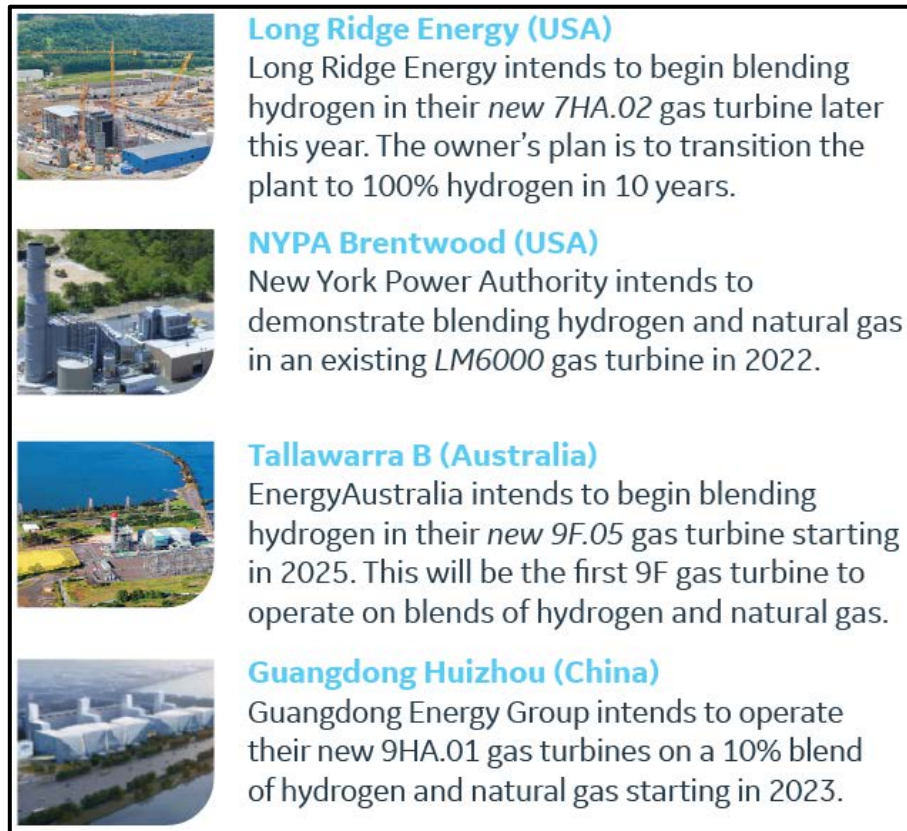 Long Ridge Energy (USA)
Long Ridge Energy intends to begin blending
hydrogen in their new 7HA.02 gas turbine later
this year. The owner’s plan is to transition the
plant to 100% hydrogen in 10 years.
NYPA Brentwood (USA)
New York Power Authority intends to
demonstrate blending hydrogen and natural gas
in an existing LM6000 gas turbine in 2022.
Tallawarra B (Australia)
EnergyAustralia intends to begin blending
hydrogen in their new 9F.05 gas turbine starting
in 2025. This will be the first 9F gas turbine to
operate on blends of hydrogen and natural gas.
Guangdong Huizhou (China)
Guangdong Energy Group intends to operate
their new 9HA.01 gas turbines on a 10% blend
of hydrogen and natural gas starting in 2023.